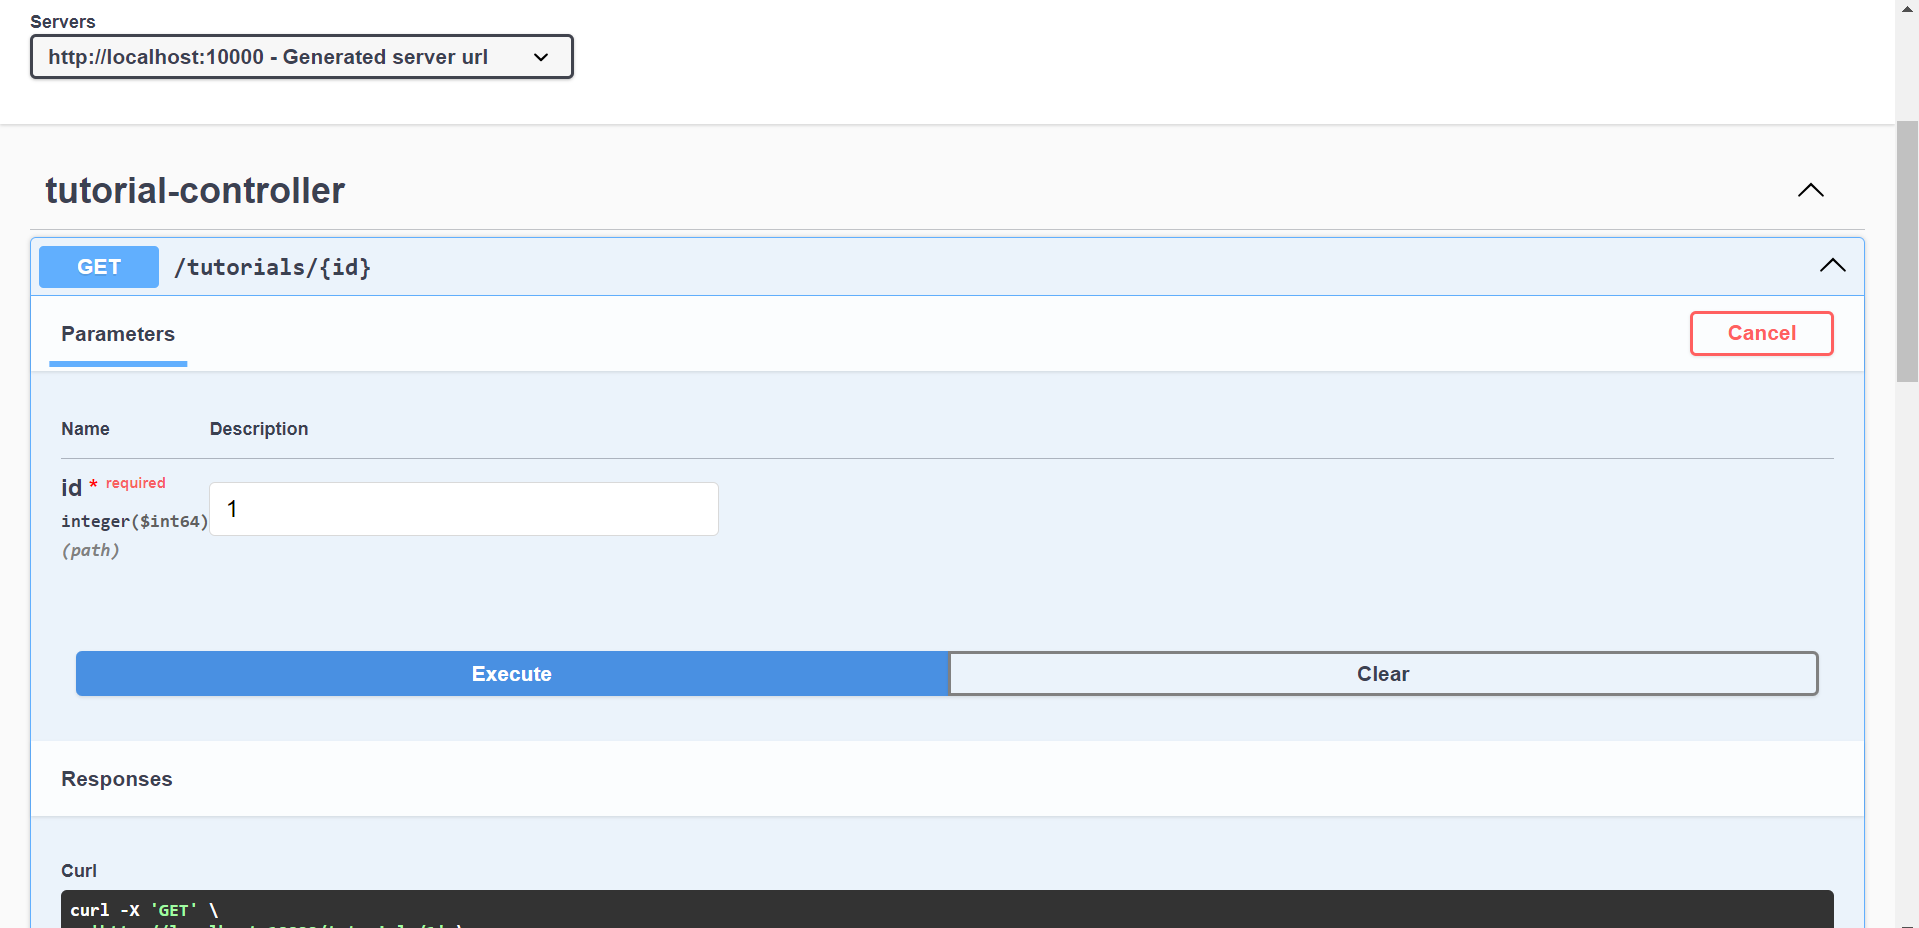 Servers
http://localhost:10000 - Generated server url
tutorial-controller
GET /tutorials/{id}
Parameters
Cancel
Name Description
id * required
integer($int64)
1
(path)
Execute
Clear
Responses
Curl
curl -X 'GET' \